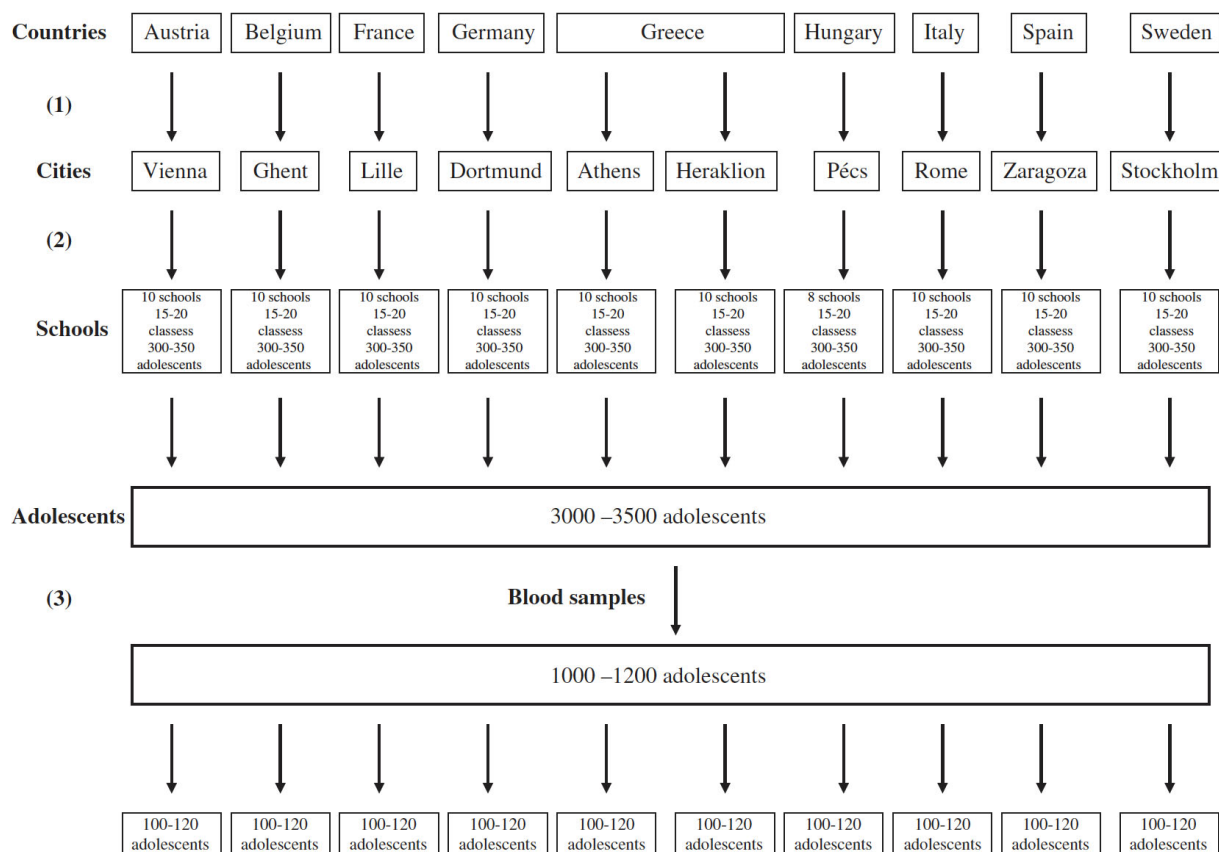 Countries Austria Belgium France Germany Greece Hungary Italy Spain Sweden
(1)
Cities Vienna Ghent Lille Dortmund Athens Heraklion Pécs Rome Zaragoza Stockholm
(2)
Schools
10 schools
15-20
classess
300-350
adolescents
10 schools
15-20
classess
300-350
adolescents
10 schools
15-20
classess
300-350
adolescents
10 schools
15-20
classess
300-350
adolescents
10 schools
15-20
classess
300-350
adolescents
10 schools
15-20
classess
300-350
adolescents
8 schools
15-20
classess
300-350
adolescents
10 schools
15-20
classess
300-350
adolescents
10 schools
15-20
classess
300-350
adolescents
10 schools
15-20
classess
300-350
adolescents
Adolescents 3000 –3500 adolescents
(3) Blood samples
1000 –1200 adolescents
100-120
adolescents
100-120
adolescents
100-120
adolescents
100-120
adolescents
100-120
adolescents
100-120
adolescents
100-120
adolescents
100-120
adolescents
100-120
adolescents
100-120
adolescents